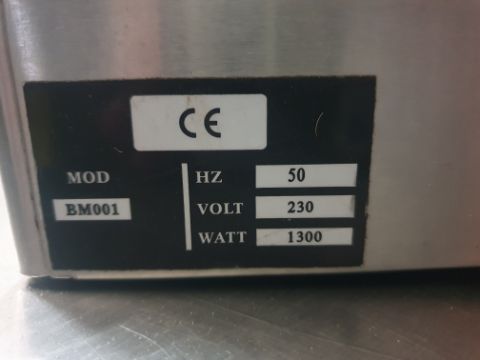 CE
MOD
BM001
HZ 50
VOLT 230
WATT 1300